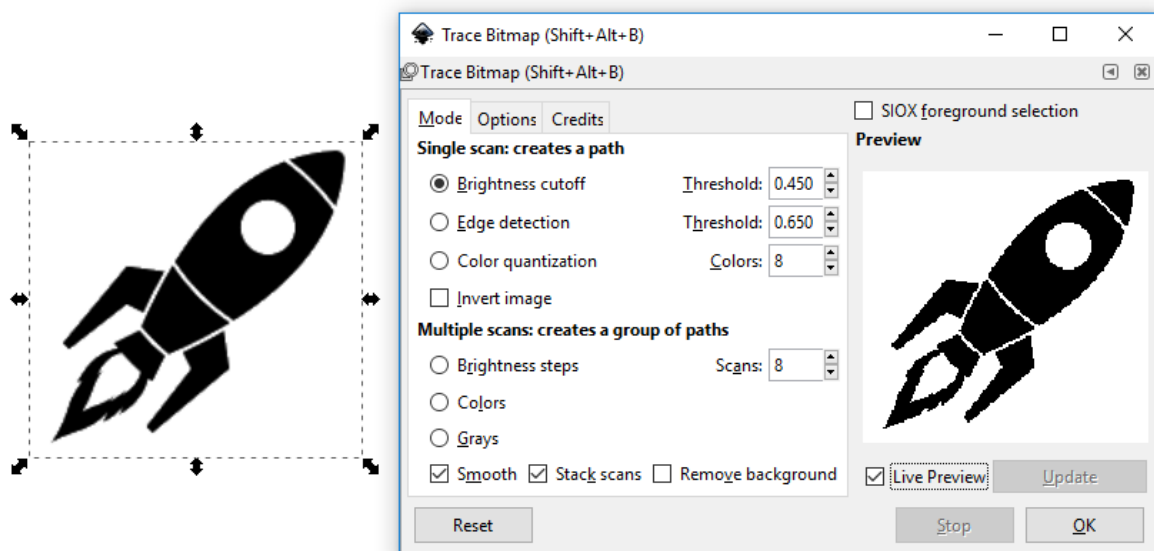 Trace Bitmap (Shift+Alt+B)
Trace Bitmap (Shift+Alt+B)
Mode Options Credits
SIOX foreground selection
Single scan: creates a path
Preview
Brightness cutoff Threshold: 0.450
Edge detection Threshold: 0.650
Color quantization Colors: 8
Invert image
Multiple scans: creates a group of paths
Brightness steps Scans: 8
Colors
Grays
Smooth Stack scans Remove background
Live Preview Update
Reset Stop OK